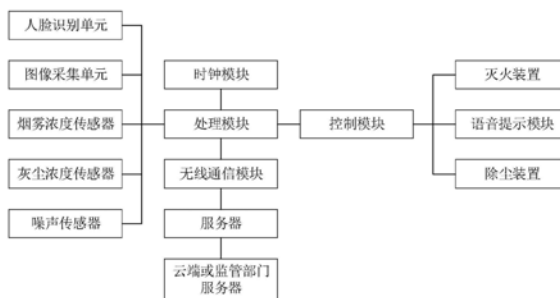 人脸识别单元
图像采集单元
时钟模块
灭火装置
烟雾浓度传感器
处理模块
控制模块
语音提示模块
灰尘浓度传感器
无线通信模块
除尘装置
噪声传感器
服务器
云端或监管部门
服务器